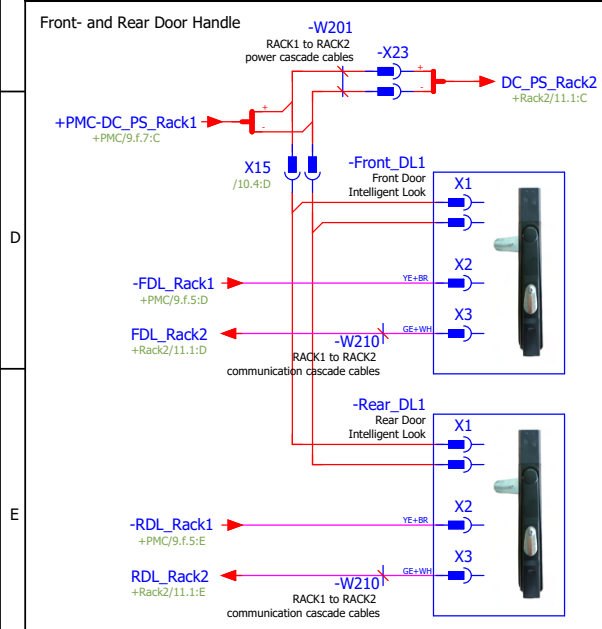 Front- and Rear Door Handle
-W201
RACK1 to RACK2
power cascade cables
-X23
+
-
DC_PS_Rack2
+Rack2/11.1:C
+PMC-DC_PS_Rack1
+PMC/9.f.7:C
+
-
X15
/10.4:D
-Front_DL1
Front Door
Intelligent Look
X1
D
X2
-FDL_Rack1
+PMC/9.f.5:D
YE+BR
X3
FDL_Rack2
+Rack2/11.1:D
GE+WH
-W210
RACK1 to RACK2
communication cascade cables
-Rear_DL1
Rear Door
Intelligent Look
X1
E
X2
-RDL_Rack1
+PMC/9.f.5:E
YE+BR
X3
RDL_Rack2
+Rack2/11.1:E
GE+WH
-W210
RACK1 to RACK2
communication cascade cables